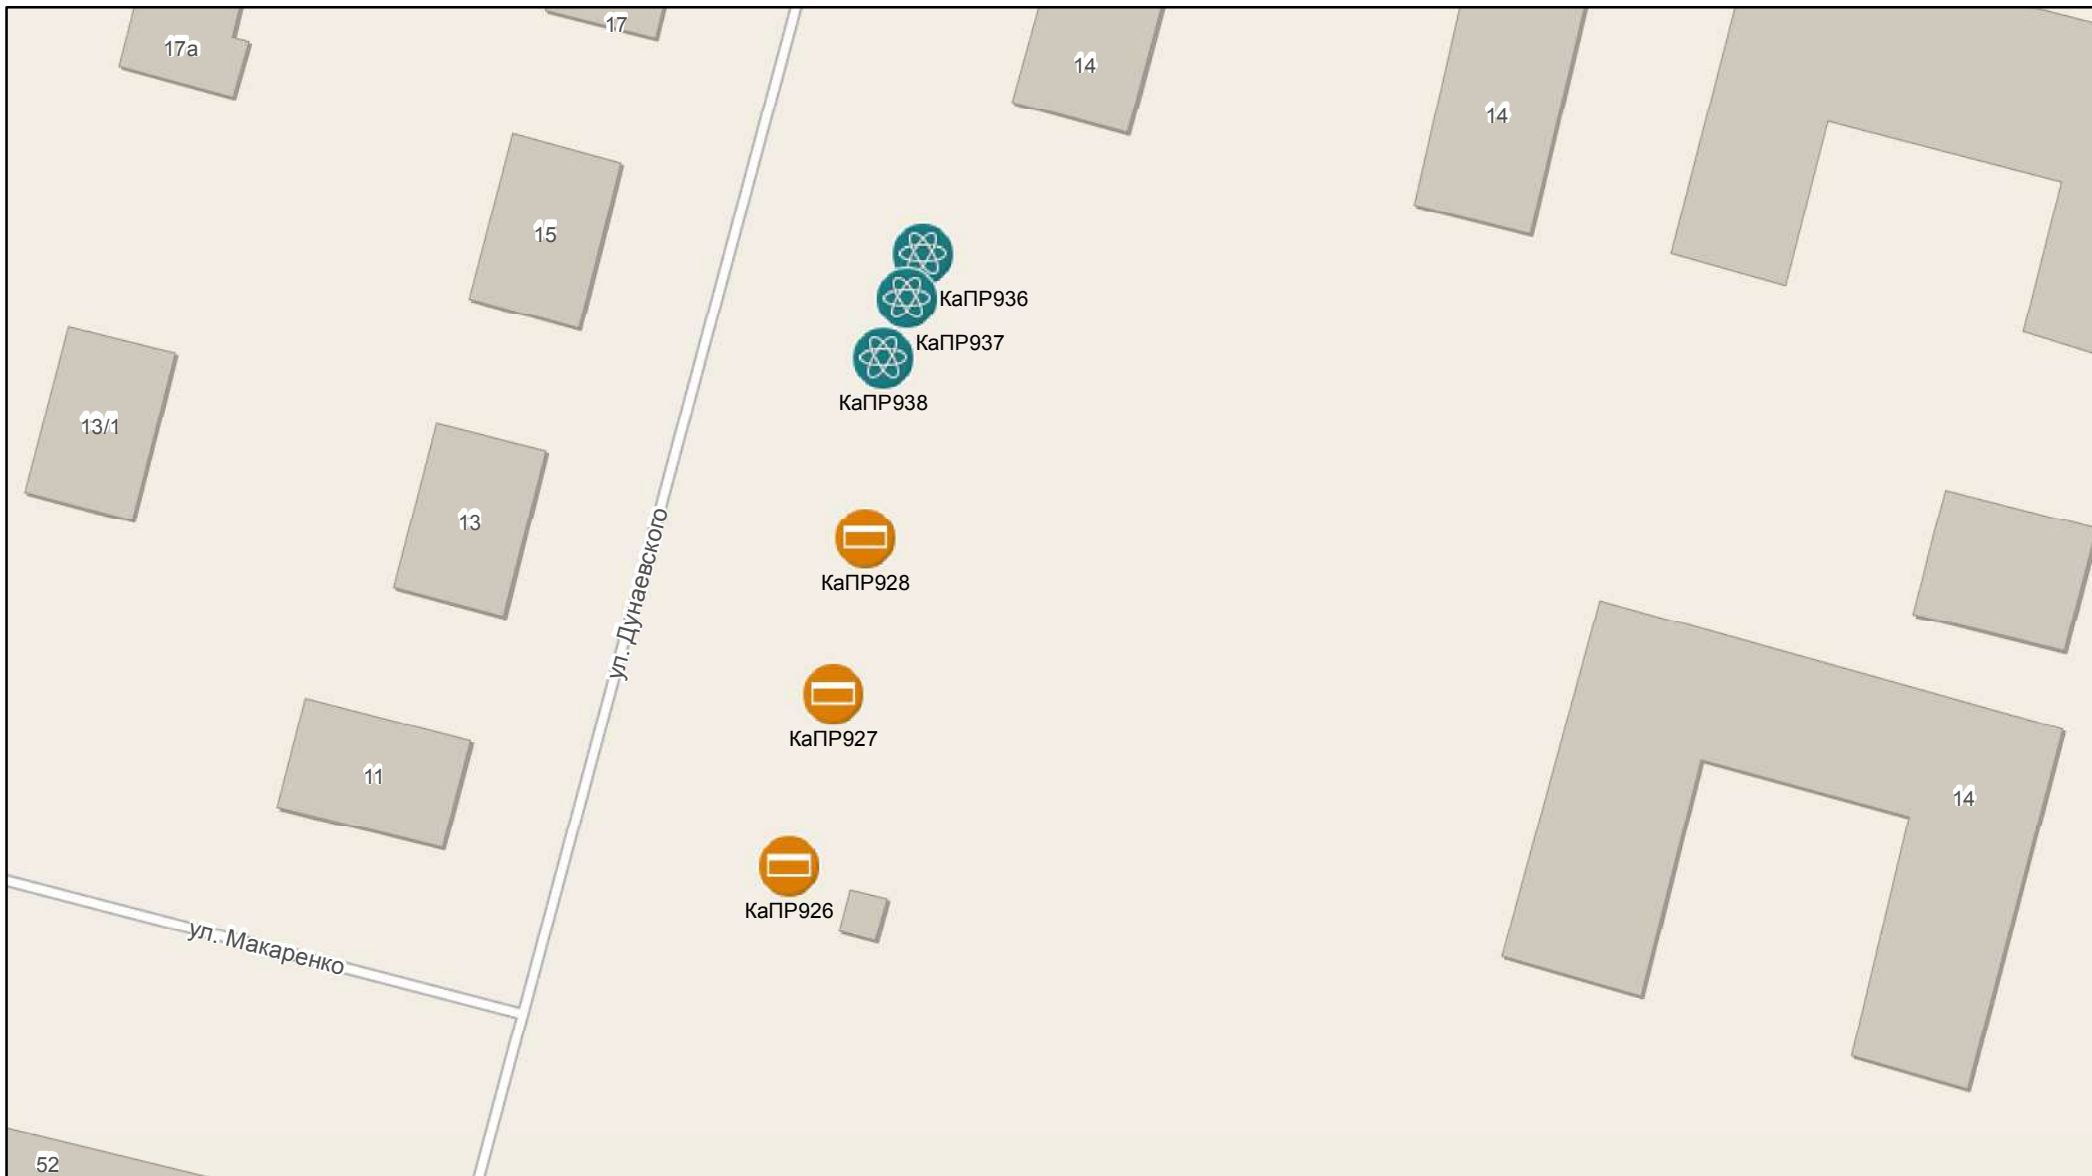 17
17а
14
14
15
КаПР936
КаПР937
КаПР938
13/1
13
ул. Дунаевского
КаПР928
КаПР927
11
14
КаПР926
ул. Макаренко
52